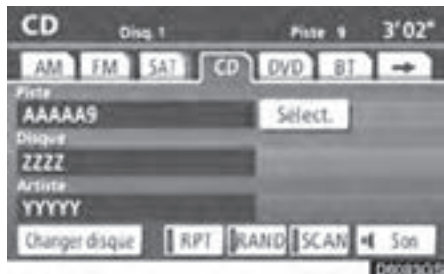 CD Disq. 1 Piste 9 3'02"
AM FM SAT CD DVD BT
Piste
AAAAA9 Sélect.
Disque
ZZZZ
Artiste
YYYYY
Changer disque RPT RAND SCAN Son